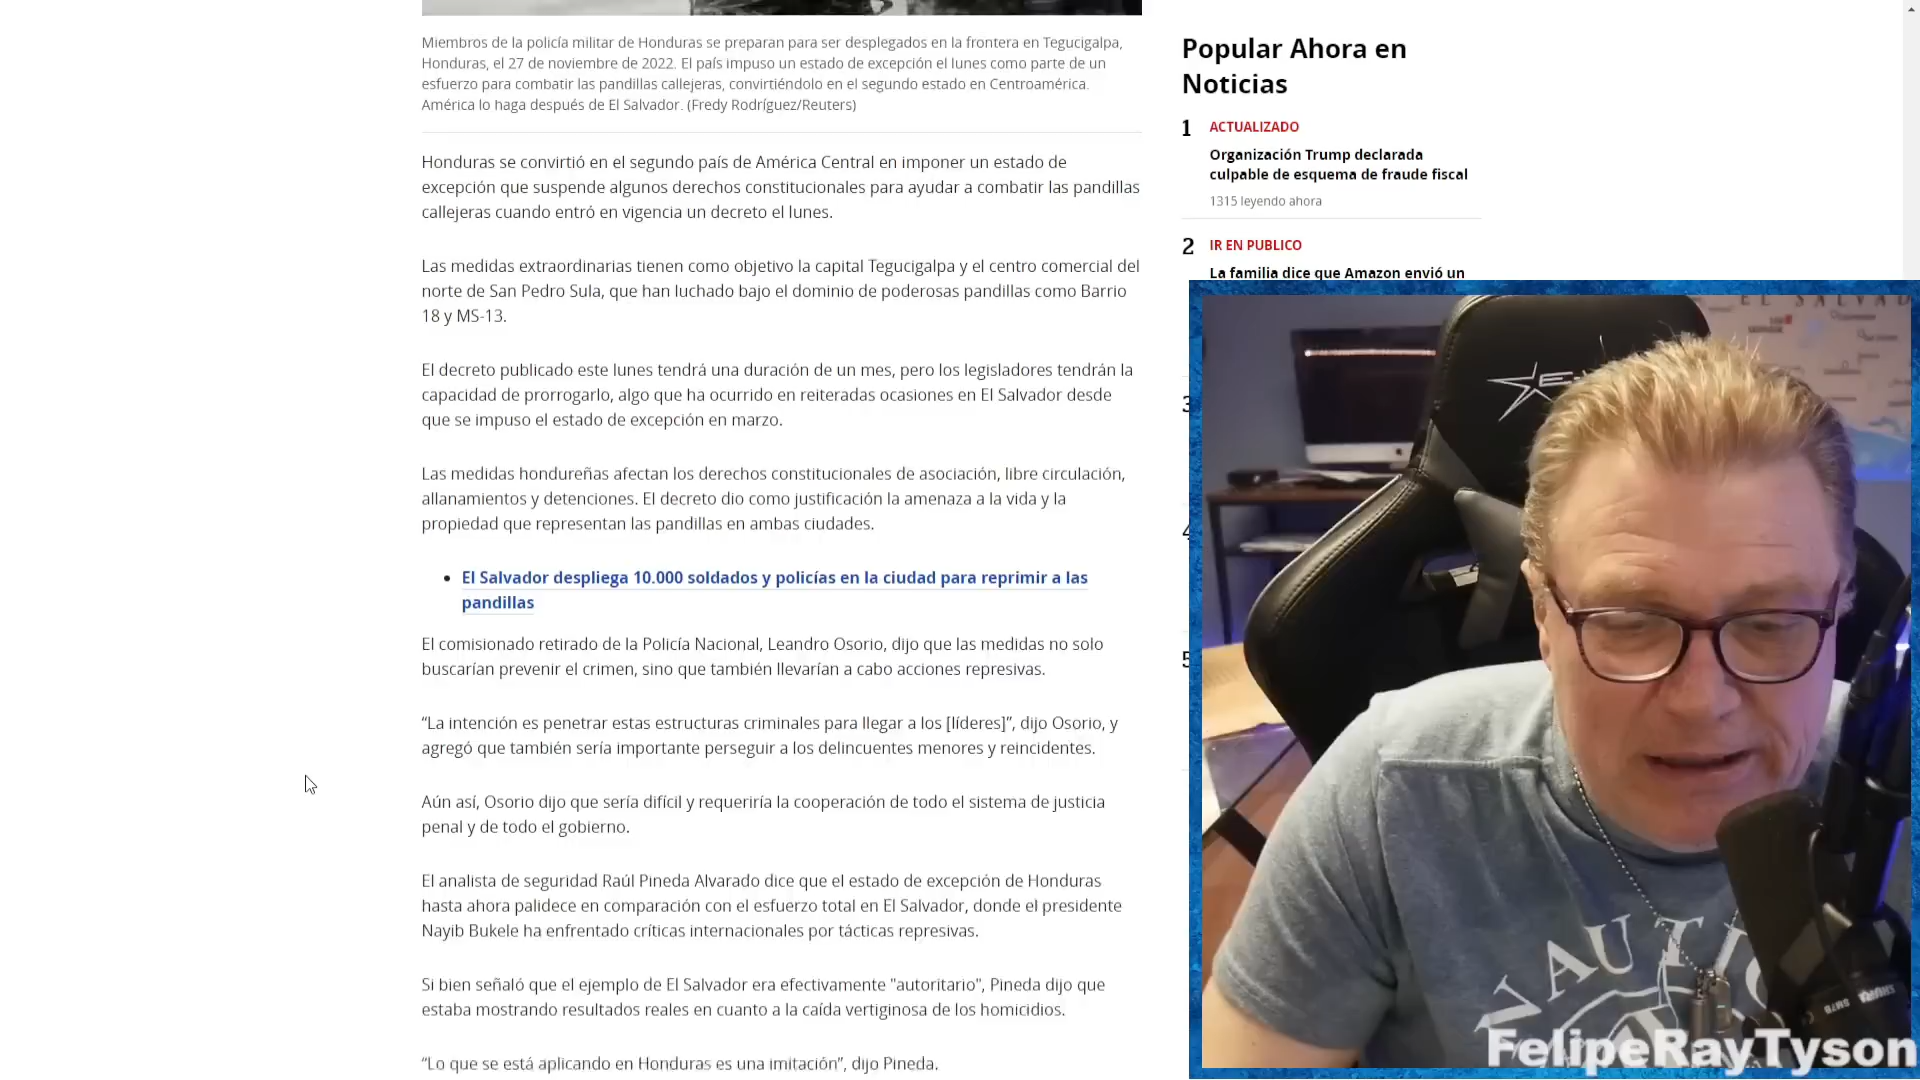 Miembros de la policía militar de Honduras se preparan para ser desplegados en la frontera en Tegucigalpa,
Honduras, el 27 de noviembre de 2022. El país impuso un estado de excepción el lunes como parte de un
esfuerzo para combatir las pandillas callejeras, convirtiéndolo en el segundo estado en Centroamérica.
América lo haga después de El Salvador. (Fredy Rodríguez/Reuters)
Honduras se convirtió en el segundo país de América Central en imponer un estado de
excepción que suspende algunos derechos constitucionales para ayudar a combatir las pandillas
callejeras cuando entró en vigencia un decreto el lunes.
Las medidas extraordinarias tienen como objetivo la capital Tegucigalpa y el centro comercial del
norte de San Pedro Sula, que han luchado bajo el dominio de poderosas pandillas como Barrio
18 y MS-13.
El decreto publicado este lunes tendrá una duración de un mes, pero los legisladores tendrán la
capacidad de prorrogarlo, algo que ha ocurrido en reiteradas ocasiones en El Salvador desde
que se impuso el estado de excepción en marzo.
Las medidas hondureñas afectan los derechos constitucionales de asociación, libre circulación,
allanamientos y detenciones. El decreto dio como justificación la amenaza a la vida y la
propiedad que representan las pandillas en ambas ciudades.
• El Salvador despliega 10.000 soldados y policías en la ciudad para reprimir a las
pandillas
El comisionado retirado de la Policía Nacional, Leandro Osorio, dijo que las medidas no solo
buscarían prevenir el crimen, sino que también llevarían a cabo acciones represivas.
“La intención es penetrar estas estructuras criminales para llegar a los [líderes]”, dijo Osorio, y
agregó que también sería importante perseguir a los delincuentes menores y reincidentes.
Aún así, Osorio dijo que sería difícil y requeriría la cooperación de todo el sistema de justicia
penal y de todo el gobierno.
El analista de seguridad Raúl Pineda Alvarado dice que el estado de excepción de Honduras
hasta ahora palidece en comparación con el esfuerzo total en El Salvador, donde el presidente
Nayib Bukele ha enfrentado críticas internacionales por tácticas represivas.
Si bien señaló que el ejemplo de El Salvador era efectivamente "autoritario", Pineda dijo que
estaba mostrando resultados reales en cuanto a la caída vertiginosa de los homicidios.
“Lo que se está aplicando en Honduras es una imitación”, dijo Pineda.
Popular Ahora en
Noticias
1 ACTUALIZADO
Organización Trump declarada
culpable de esquema de fraude fiscal
1315 leyendo ahora
2 IR EN PUBLICO
La familia dice que Amazon envió un
3
4
5
EL SALVAD
NAUTI
SHURE
SM7B
FelipeRayTyson